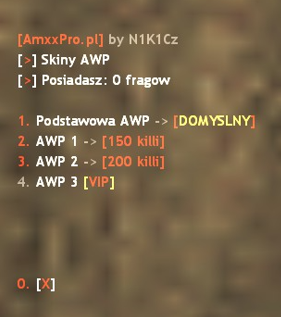 [AmxxPro.pl] by N1K1Cz
[>] Skiny AWP
[>] Posiadasz: 0 fragow
1. Podstawowa AWP -> [DOMYSLNY]
2. AWP 1 -> [150 killi]
3. AWP 2 -> [200 killi]
4. AWP 3 [VIP]
0. [X]